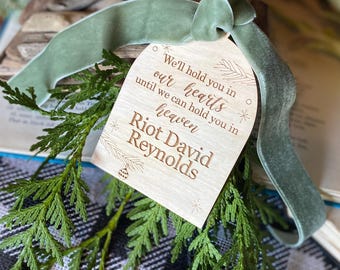 We'll hold you in
our hearts
until we can hold you in
heaven
Riot David
Reynolds